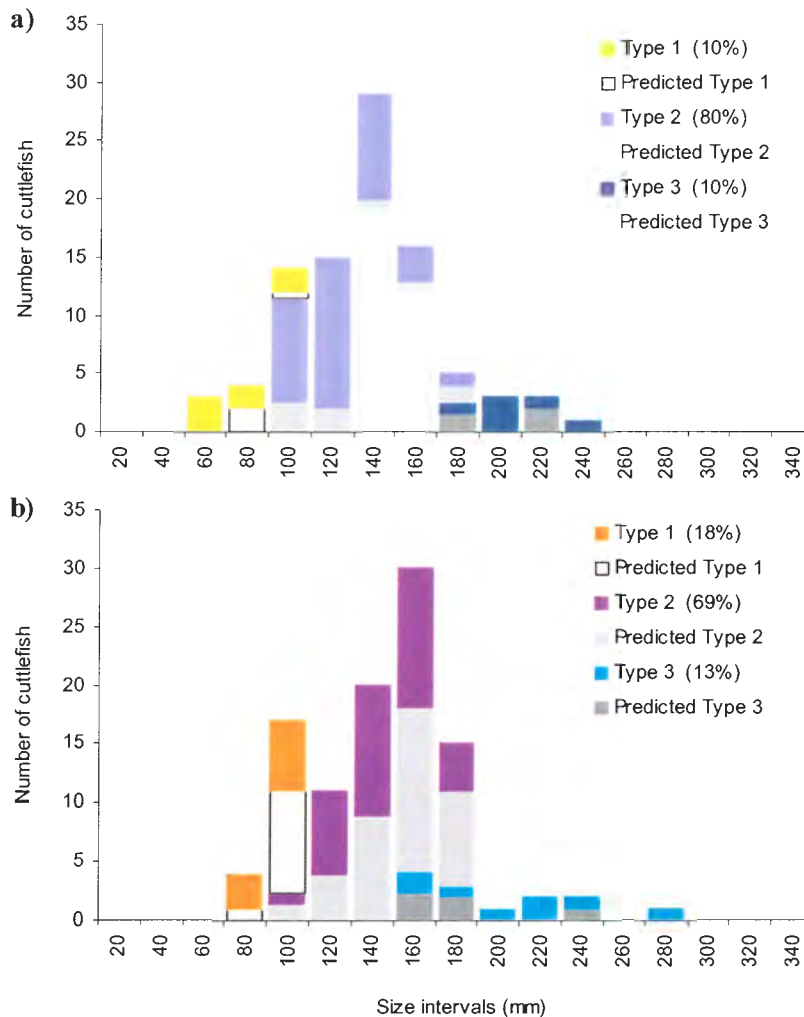 a)
35
30
25
20
15
10
5
0
Number of cuttlefish
Type 1 (10%)
Predicted Type 1
Type 2 (80%)
Predicted Type 2
Type 3 (10%)
Predicted Type 3
20 40 60 80 100 120 140 160 180 200 220 240 260 280 300 320 340
b)
35
30
25
20
15
10
5
0
Number of cuttlefish
Type 1 (18%)
Predicted Type 1
Type 2 (69%)
Predicted Type 2
Type 3 (13%)
Predicted Type 3
20 40 60 80 100 120 140 160 180 200 220 240 260 280 300 320 340
Size intervals (mm)